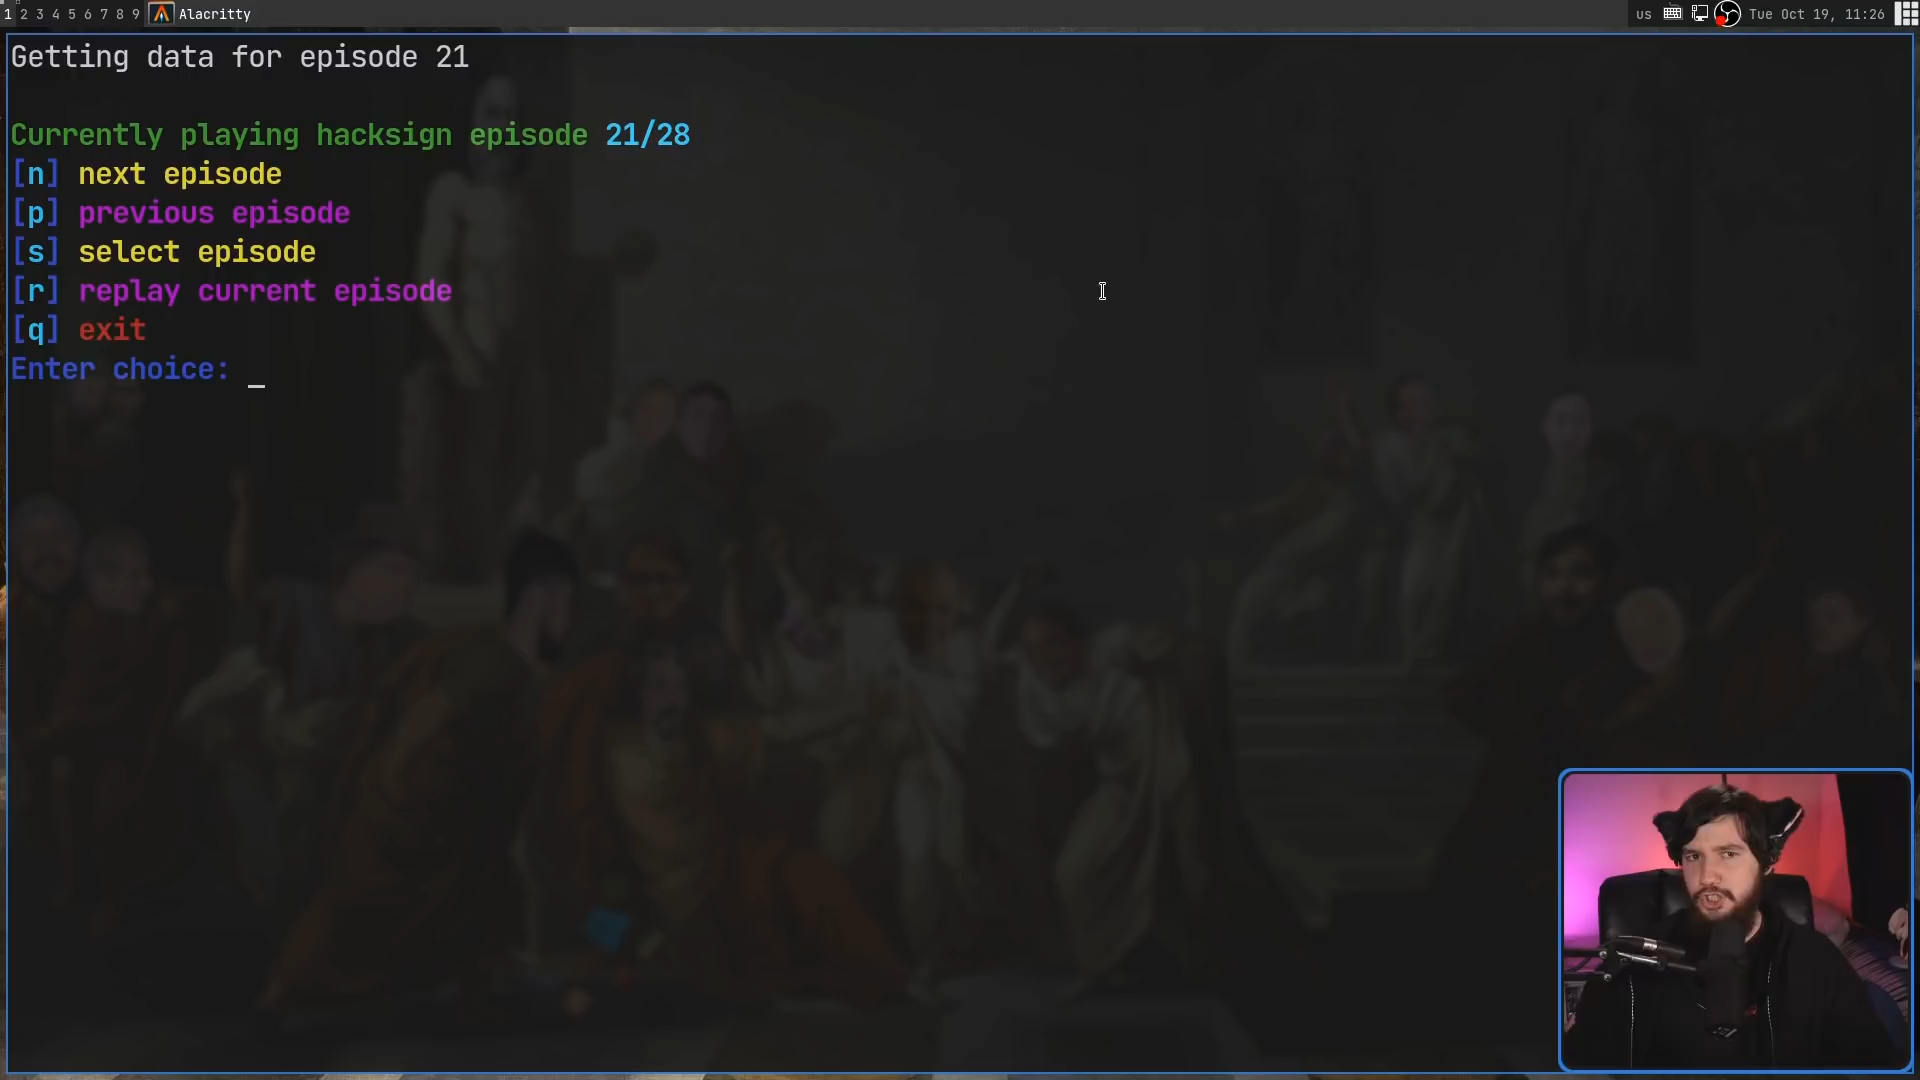 1 2 3 4 5 6 7 8 9 Alacritty us Tue Oct 19, 11:26
Getting data for episode 21
Currently playing hacksign episode 21/28
[n] next episode
[p] previous episode
[s] select episode
[r] replay current episode
[q] exit
Enter choice: _